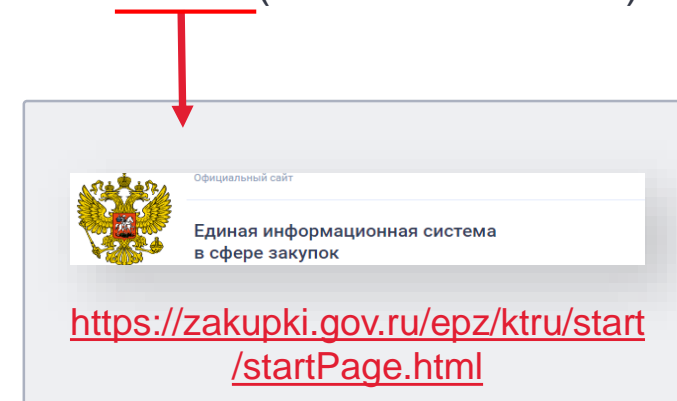 Официальный сайт
Единая информационная система
в сфере закупок
https://zakupki.gov.ru/epz/ktru/start
/startPage.html